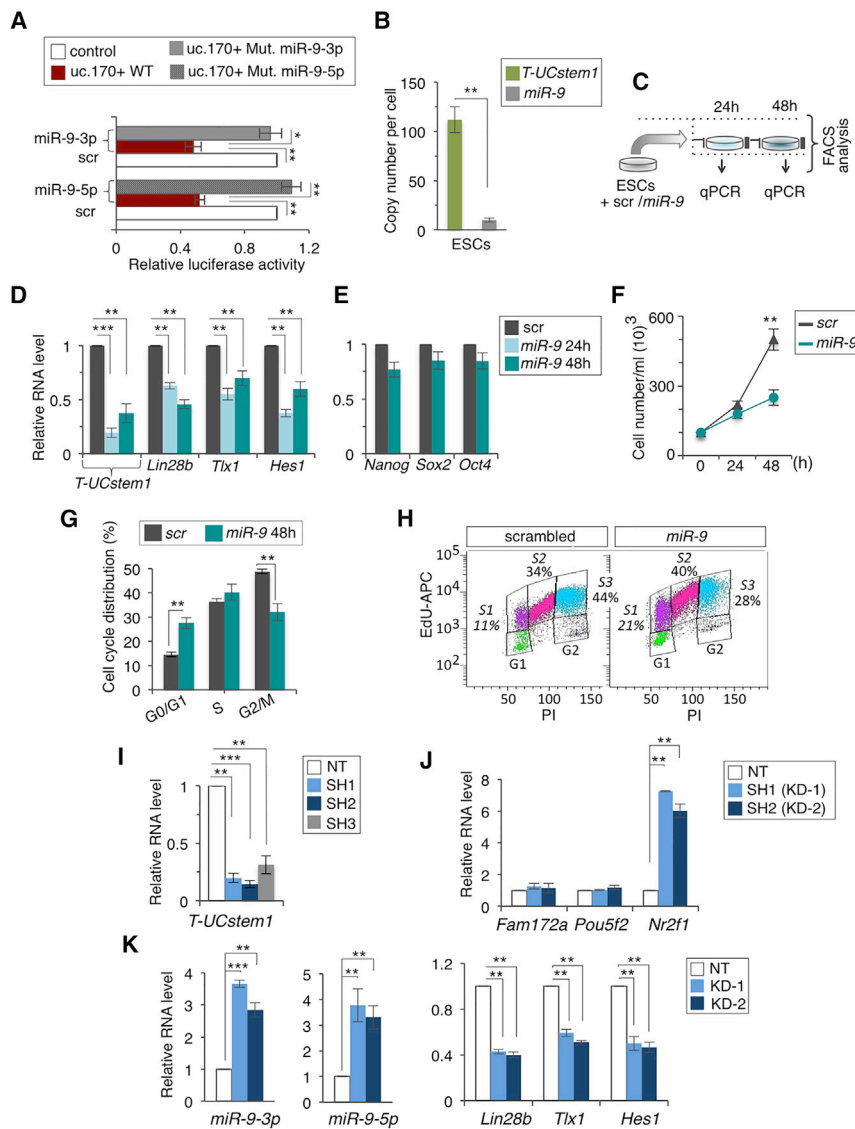 A
control
uc.170+ Mut. miR-9-3p
uc.170+ WT
uc.170+ Mut. miR-9-5p
miR-9-3p
scr
miR-9-5p
scr
*
**
**
**
0 0.4 0.8 1.2
Relative luciferase activity
B
T-UCstem1
miR-9
Copy number per cell
150
125
100
75
50
25
0
**
ESCs
C
24h 48h
ESCs
+ scr /miR-9
qPCR qPCR
FACS
analysis
D
Relative RNA level
1
0.5
0
** ** ** **
*** ** ** **
T-UCstem1 Lin28b Tlx1 Hes1
E
scr
miR-9 24h
miR-9 48h
1
0.5
0
Nanog Sox2 Oct4
F
Cell number/ml (10)3
600
400
200
0
**
0 24 48 (h)
scr
miR-9
G
scr miR-9 48h
Cell cycle distribution (%)
50
40
30
20
10
0
** **
G0/G1 S G2/M
H
scrambled miR-9
EdU-APC
105
104
103
102
S1
11%
S2
34%
S3
44%
G1 G2
S1
21%
S2
40%
S3
28%
G1 G2
0 50 100 150 0 50 100 150
PI PI
I
NT
SH1
SH2
SH3
Relative RNA level
1
0.5
0
**
***
**
T-UCstem1
J
NT
SH1 (KD-1)
SH2 (KD-2)
Relative RNA level
8
6
4
2
0
**
**
Fam172a Pou5f2 Nr2f1
K
Relative RNA level
4
3
2
1
0
**
***
miR-9-3p
5
4
3
2
1
0
**
**
miR-9-5p
NT
KD-1
KD-2
1.2
0.8
0.4
0
** ** **
** ** **
Lin28b Tlx1 Hes1